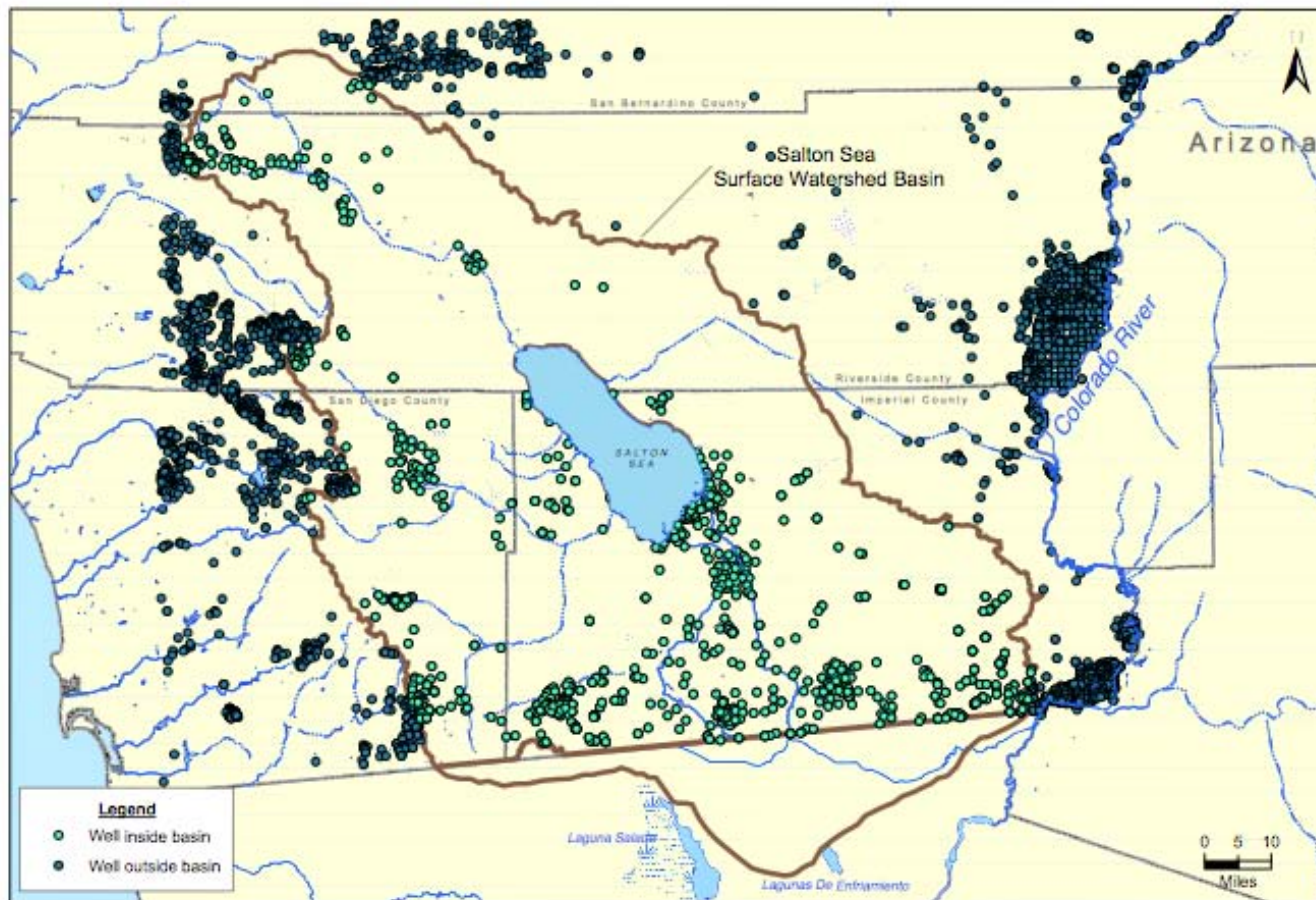 San Bernardino County
Arizona
Salton Sea
Surface Watershed Basin
Colorado River
Riverside County
Imperial County
San Diego County
SALTON
SEA
Legend
Well inside basin
Well outside basin
Laguna Salada
Lagunas De Enfriamiento
0 5 10
Miles